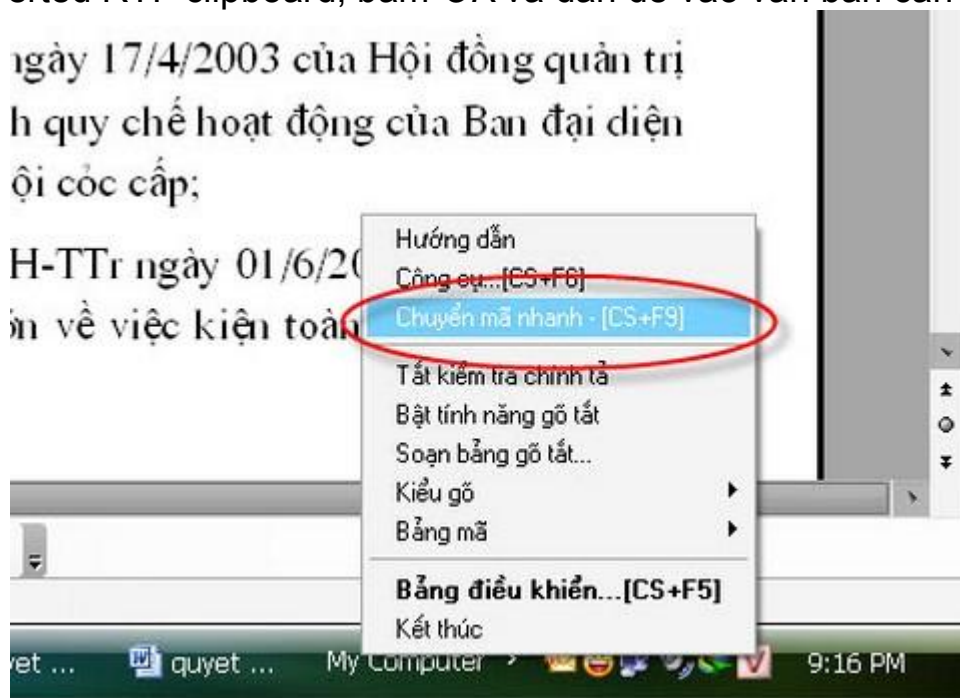 ngày 17/4/2003 của Hội đồng quản trị
h quy chế hoạt động của Ban đại diện
ội cỏc cấp;
H-TTr ngày 01/6/20
ớn về việc kiện toàn
Hướng dẫn
Công cụ...[CS+F6]
Chuyển mã nhanh - [CS+F9]
Tắt kiểm tra chính tả
Bật tính năng gõ tắt
Soạn bảng gõ tắt...
Kiểu gõ
Bảng mã
Bảng điều khiển...[CS+F5]
Kết thúc
yet ... quyet ... My Computer 9:16 PM